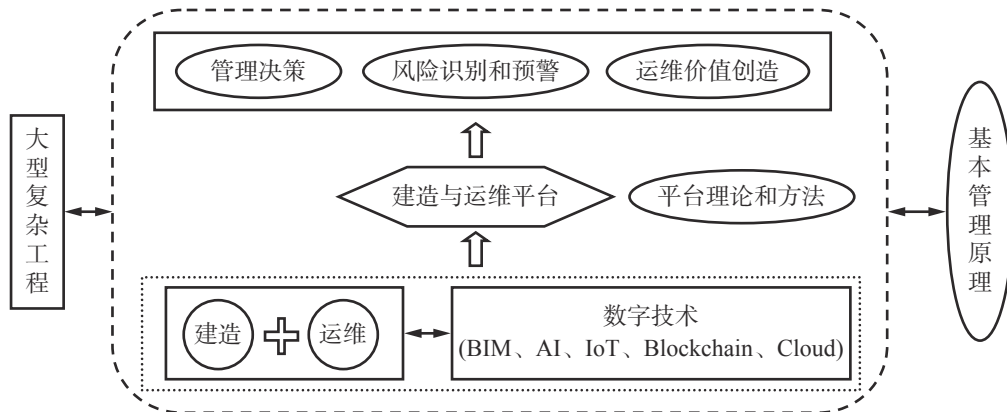 管理决策
风险识别和预警
运维价值创造
大型复杂工程
建造与运维平台
平台理论和方法
基本管理原理
建造
运维
数字技术
(BIM、AI、IoT、Blockchain、Cloud)